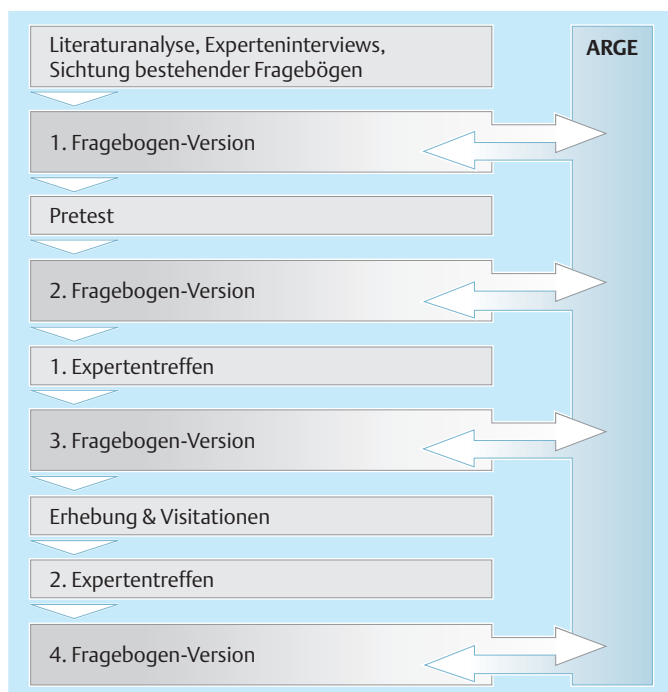 Literaturanalyse, Experteninterviews,
Sichtung bestehender Fragebögen
ARGE
1. Fragebogen-Version
Pretest
2. Fragebogen-Version
1. Expertentreffen
3. Fragebogen-Version
Erhebung & Visitationen
2. Expertentreffen
4. Fragebogen-Version